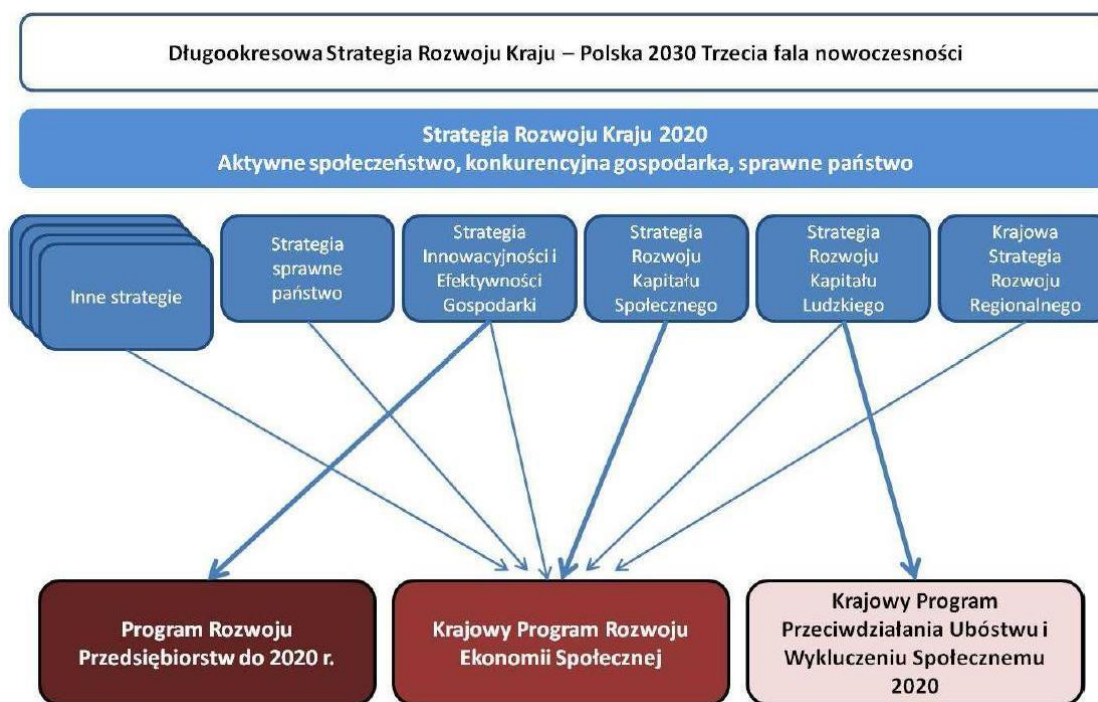 Długookresowa Strategia Rozwoju Kraju – Polska 2030 Trzecia fala nowoczesności
Strategia Rozwoju Kraju 2020
Aktywne społeczeństwo, konkurencyjna gospodarka, sprawne państwo
Inne strategie
Strategia
sprawne
państwo
Strategia
Innowacyjności i
Efektywności
Gospodarki
Strategia
Rozwoju
Kapitału
Społecznego
Strategia
Rozwoju
Kapitału
Ludzkiego
Krajowa
Strategia
Rozwoju
Regionalnego
Program Rozwoju
Przedsiębiorstw do 2020 r.
Krajowy Program Rozwoju
Ekonomii Społecznej
Krajowy Program
Przeciwdziałania Ubóstwu i
Wykluczeniu Społecznemu
2020